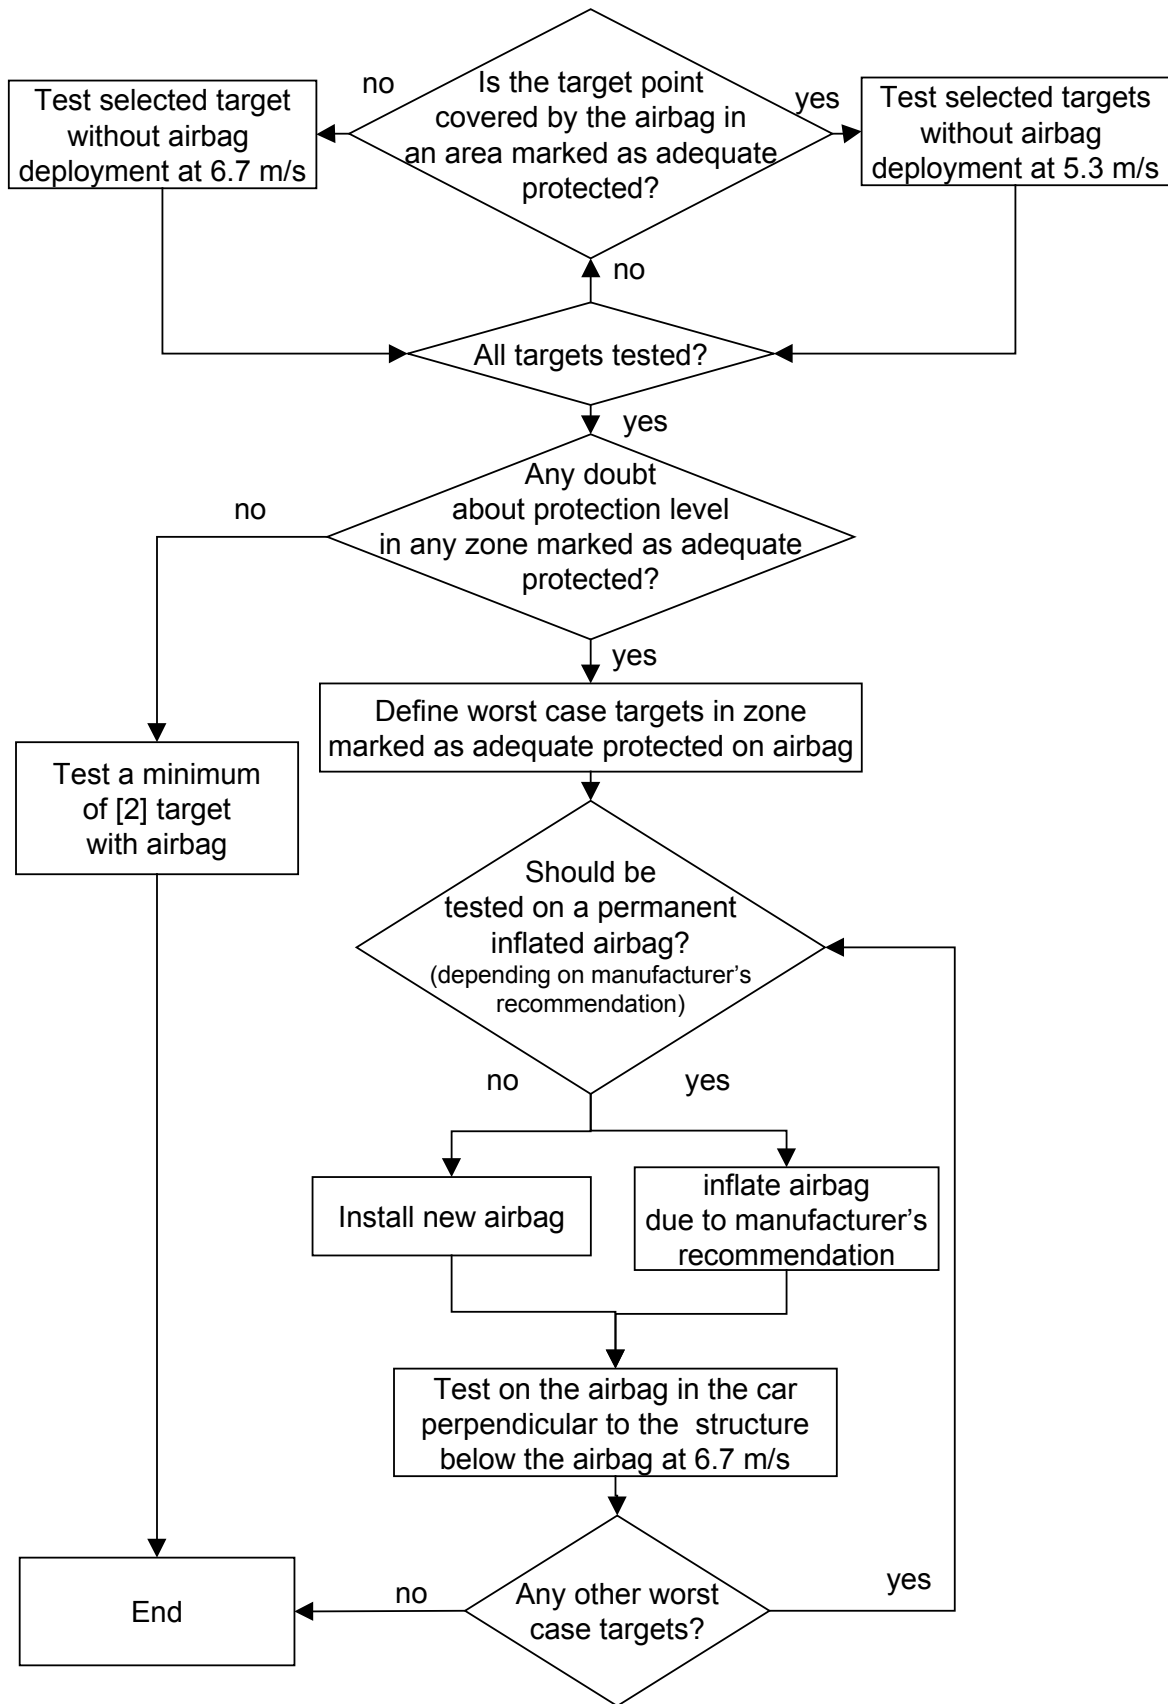 no
Is the target point
covered by the airbag in
an area marked as adequate
protected?
yes
Test selected target
without airbag
deployment at 6.7 m/s
Test selected targets
without airbag
deployment at 5.3 m/s
no
All targets tested?
yes
Any doubt
about protection level
in any zone marked as adequate
protected?
no
yes
Define worst case targets in zone
marked as adequate protected on airbag
Test a minimum
of [2] target
with airbag
Should be
tested on a permanent
inflated airbag?
(depending on manufacturer’s
recommendation)
no
yes
Install new airbag
inflate airbag
due to manufacturer’s
recommendation
Test on the airbag in the car
perpendicular to the structure
below the airbag at 6.7 m/s
Any other worst
case targets?
no
yes
End